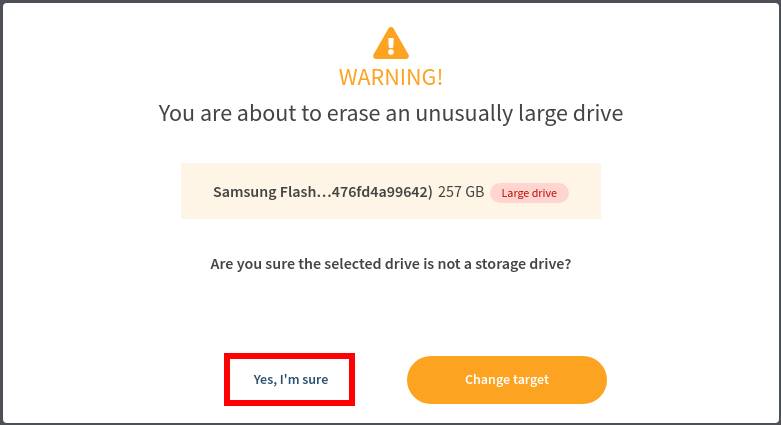 WARNING!
You are about to erase an unusually large drive
Samsung Flash...476fd4a99642) 257 GB Large drive
Are you sure the selected drive is not a storage drive?
Yes, I'm sure Change target